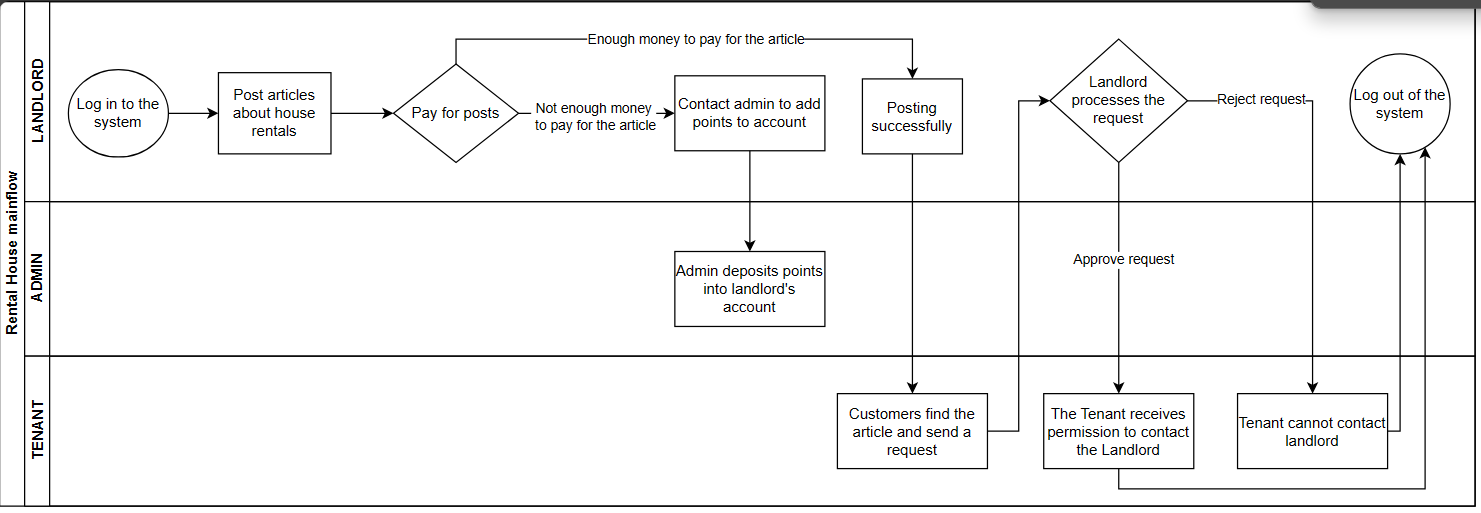 Rental House mainflow
LANDLORD
Log in to the
system
Post articles
about house
rentals
Pay for posts
Enough money to pay for the article
Not enough money
to pay for the article
Contact admin to add
points to account
Posting
successfully
Landlord
processes the
request
Reject request
Log out of the
system
ADMIN
Admin deposits points
into landlord's
account
Approve request
TENANT
Customers find the
article and send a
request
The Tenant receives
permission to contact
the Landlord
Tenant cannot contact
landlord